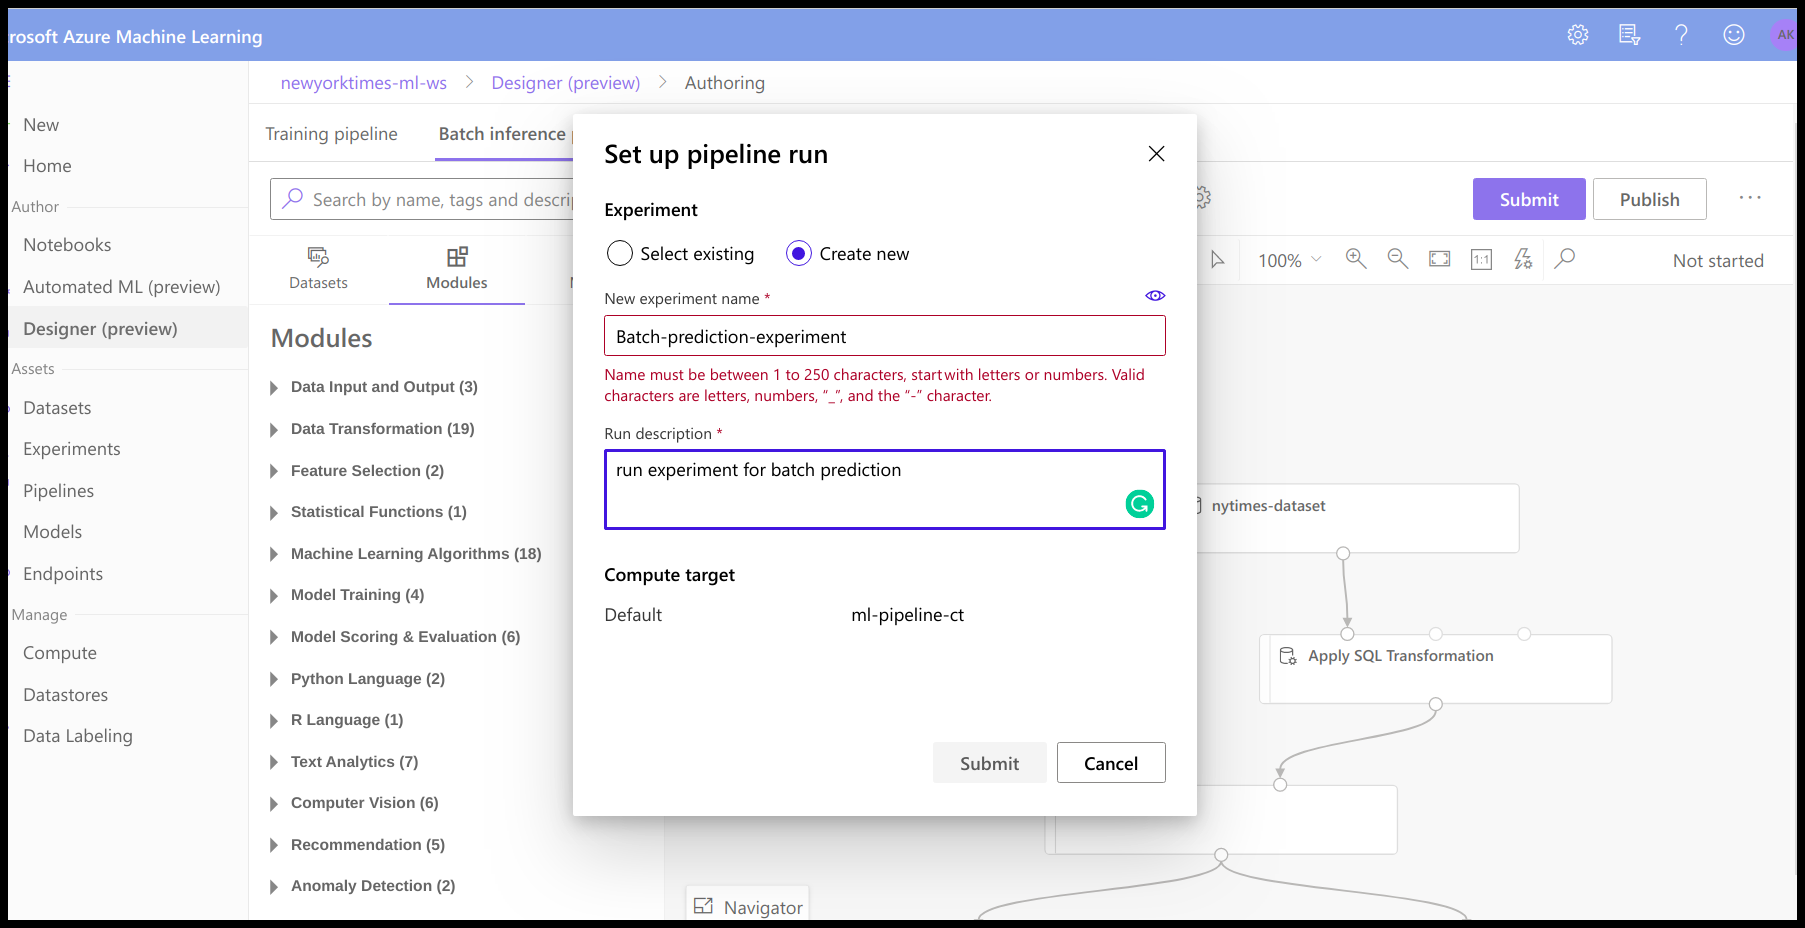 rosoft Azure Machine Learning
AK
newyorktimes-ml-ws > Designer (preview) > Authoring
New
Home
Author
Notebooks
Automated ML (preview)
Designer (preview)
Assets
Datasets
Experiments
Pipelines
Models
Endpoints
Manage
Compute
Datastores
Data Labeling
Training pipeline
Batch inference
Search by name, tags and descri
Datasets
Modules
Modules
Data Input and Output (3)
Data Transformation (19)
Feature Selection (2)
Statistical Functions (1)
Machine Learning Algorithms (18)
Model Training (4)
Model Scoring & Evaluation (6)
Python Language (2)
R Language (1)
Text Analytics (7)
Computer Vision (6)
Recommendation (5)
Anomaly Detection (2)
Set up pipeline run
Experiment
Select existing
Create new
New experiment name *
Batch-prediction-experiment
Name must be between 1 to 250 characters, start with letters or numbers. Valid
characters are letters, numbers, “_”, and the “-” character.
Run description *
run experiment for batch prediction
Compute target
Default
ml-pipeline-ct
Submit
Cancel
Submit
Publish
100%
1:1
Not started
nytimes-dataset
Apply SQL Transformation
Navigator